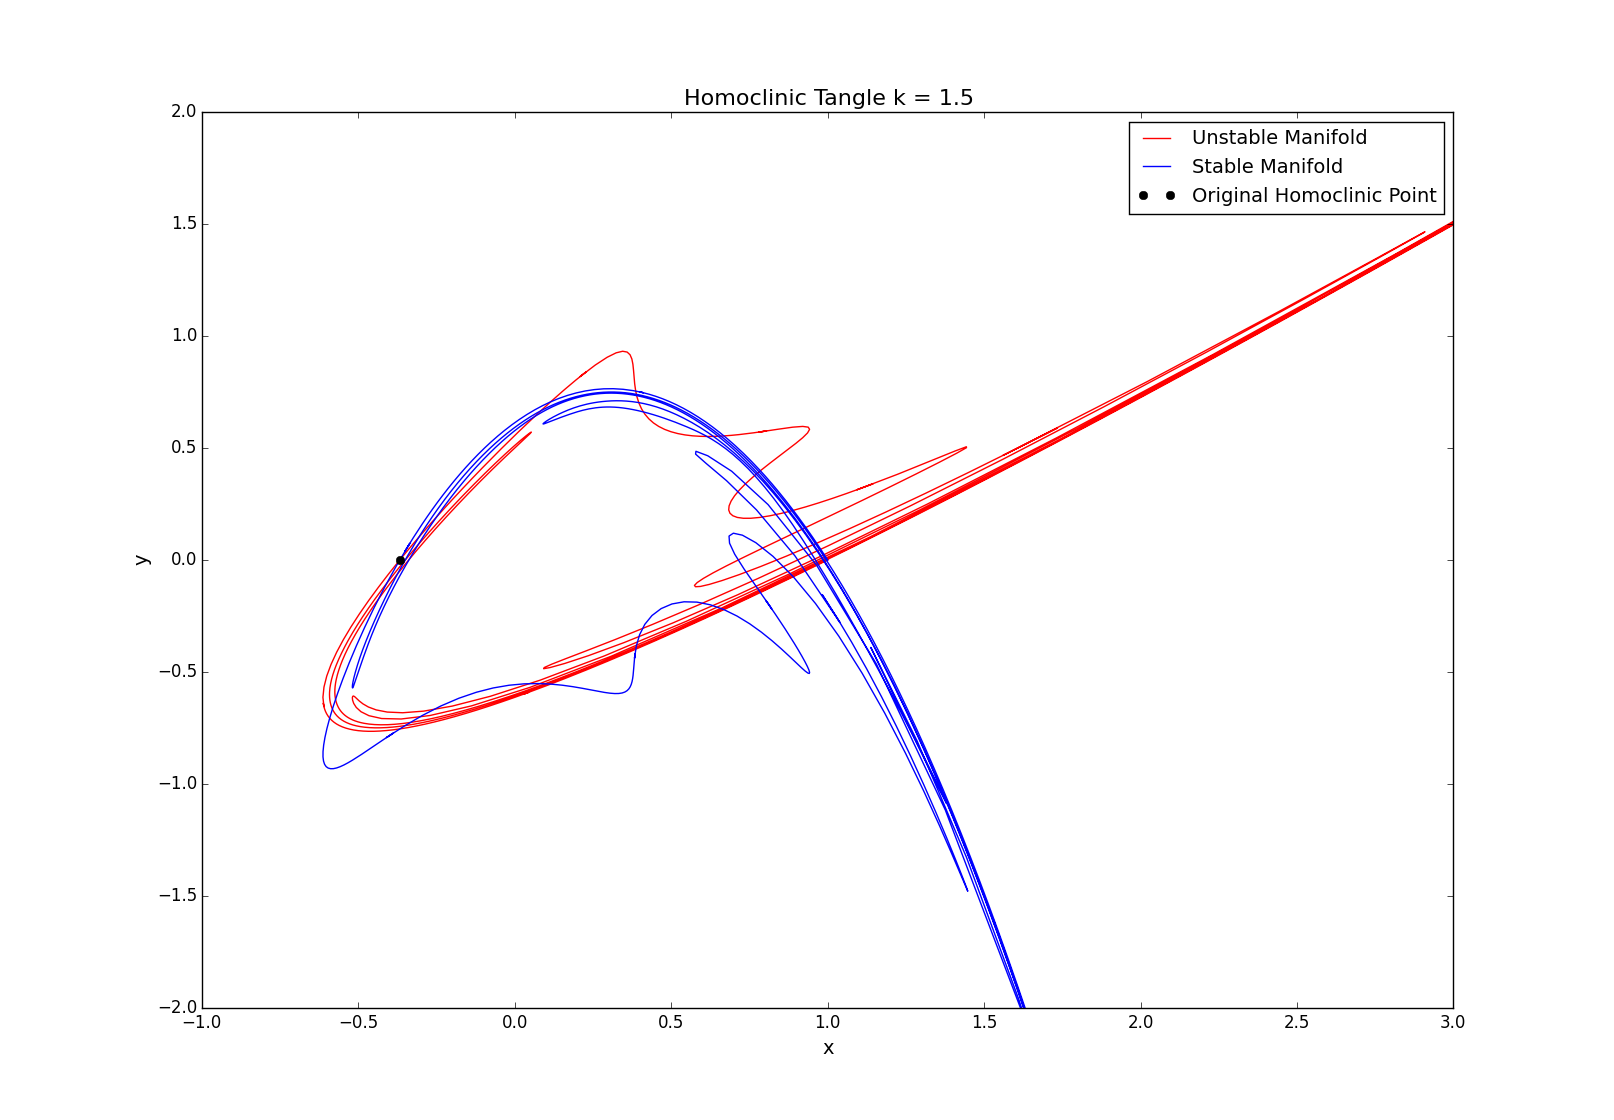 Homoclinic Tangle k = 1.5
2.0
1.5
1.0
0.5
0.0
−0.5
−1.0
−1.5
−2.0
y
Unstable Manifold
Stable Manifold
Original Homoclinic Point
−1.0 −0.5 0.0 0.5 1.0 1.5 2.0 2.5 3.0
x